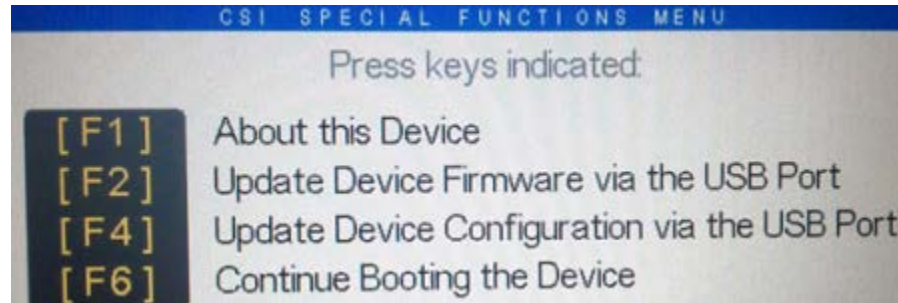 CSI SPECIAL FUNCTIONS MENU
Press keys indicated:
[F1] About this Device
[F2] Update Device Firmware via the USB Port
[F4] Update Device Configuration via the USB Port
[F6] Continue Booting the Device